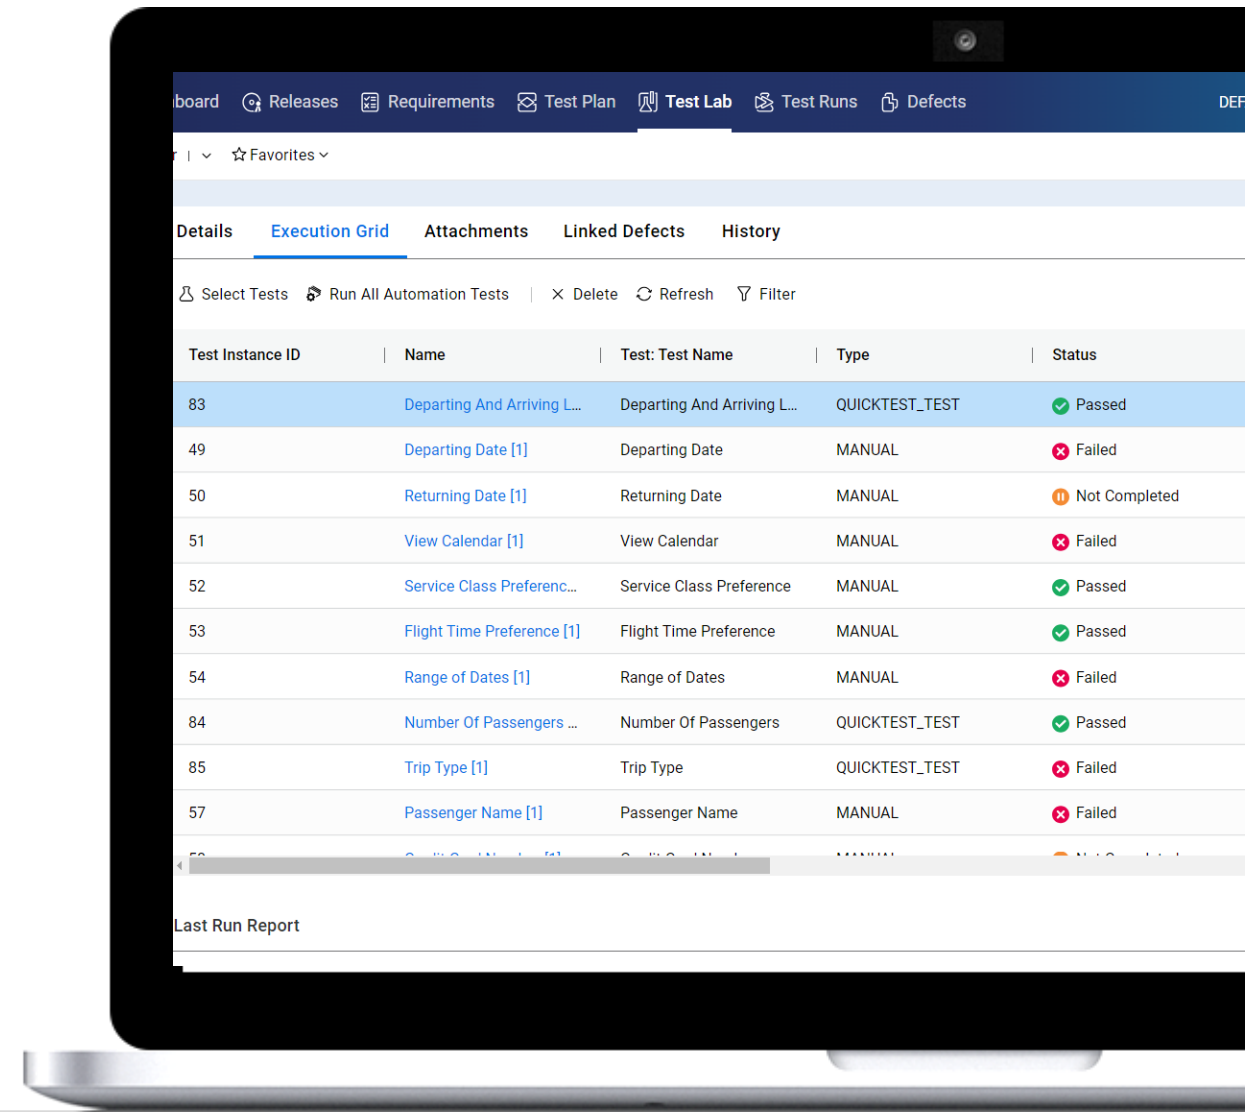 board Releases Requirements Test Plan Test Lab Test Runs Defects DEF
r Favorites
Details Execution Grid Attachments Linked Defects History
Select Tests Run All Automation Tests Delete Refresh Filter
Test Instance ID Name Test: Test Name Type Status
83 Departing And Arriving L... Departing And Arriving L... QUICKTEST_TEST Passed
49 Departing Date [1] Departing Date MANUAL Failed
50 Returning Date [1] Returning Date MANUAL Not Completed
51 View Calendar [1] View Calendar MANUAL Failed
52 Service Class Preferenc... Service Class Preference MANUAL Passed
53 Flight Time Preference [1] Flight Time Preference MANUAL Passed
54 Range of Dates [1] Range of Dates MANUAL Failed
84 Number Of Passengers ... Number Of Passengers QUICKTEST_TEST Passed
85 Trip Type [1] Trip Type QUICKTEST_TEST Failed
57 Passenger Name [1] Passenger Name MANUAL Failed
Last Run Report